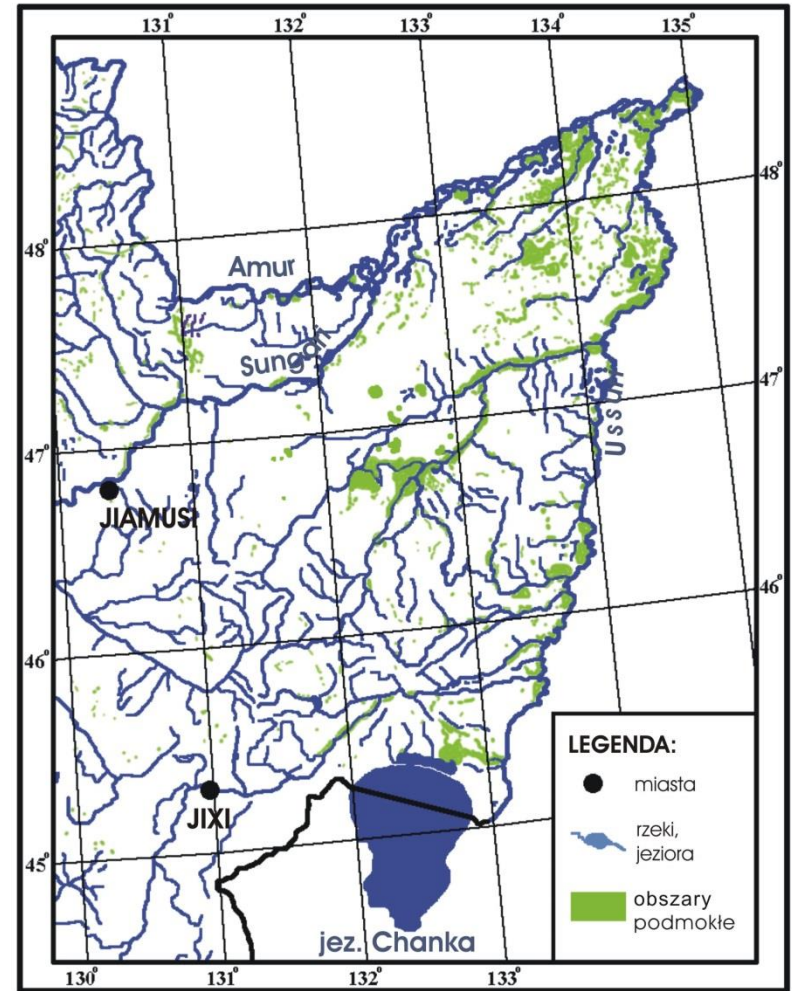 131° 132° 133° 134° 135°
48°
48°
Amur
Sungari
47°
Ussuri
47°
JIAMUSI
46°
46°
LEGENDA:
miasta
JIXI
rzeki,
jeziora
45°
obszary
podmokłe
jez. Chanka
130° 131° 132° 133°